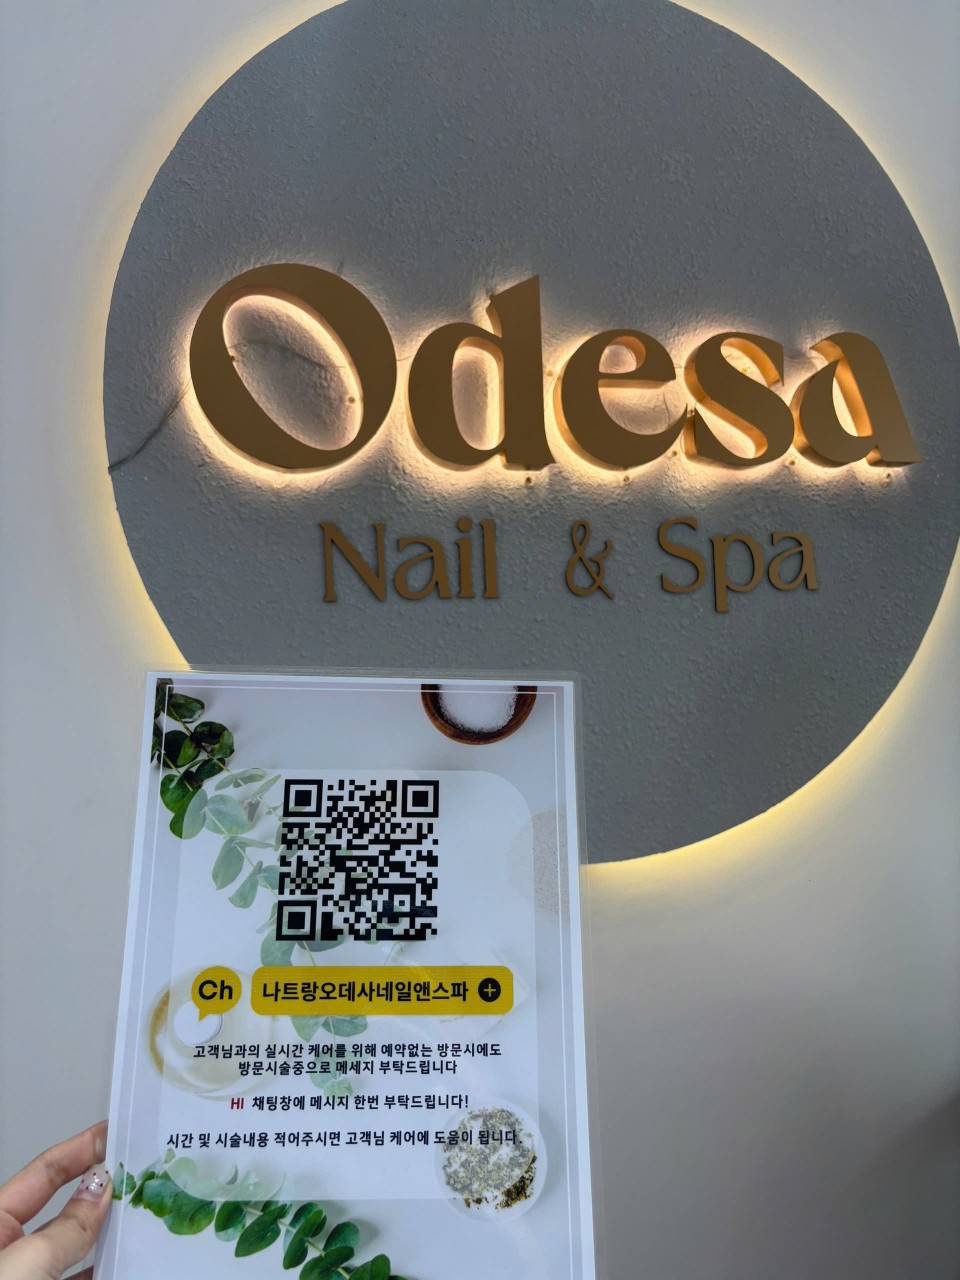 Odesa
Nail & Spa
Ch 나트랑오데사네일앤스파 +
고객님과의 실시간 케어를 위해 예약없는 방문시에도
방문시술중으로 메세지 부탁드립니다
HI 채팅창에 메시지 한번 부탁드립니다!
시간 및 시술내용 적어주시면 고객님 케어에 도움이 됩니다.